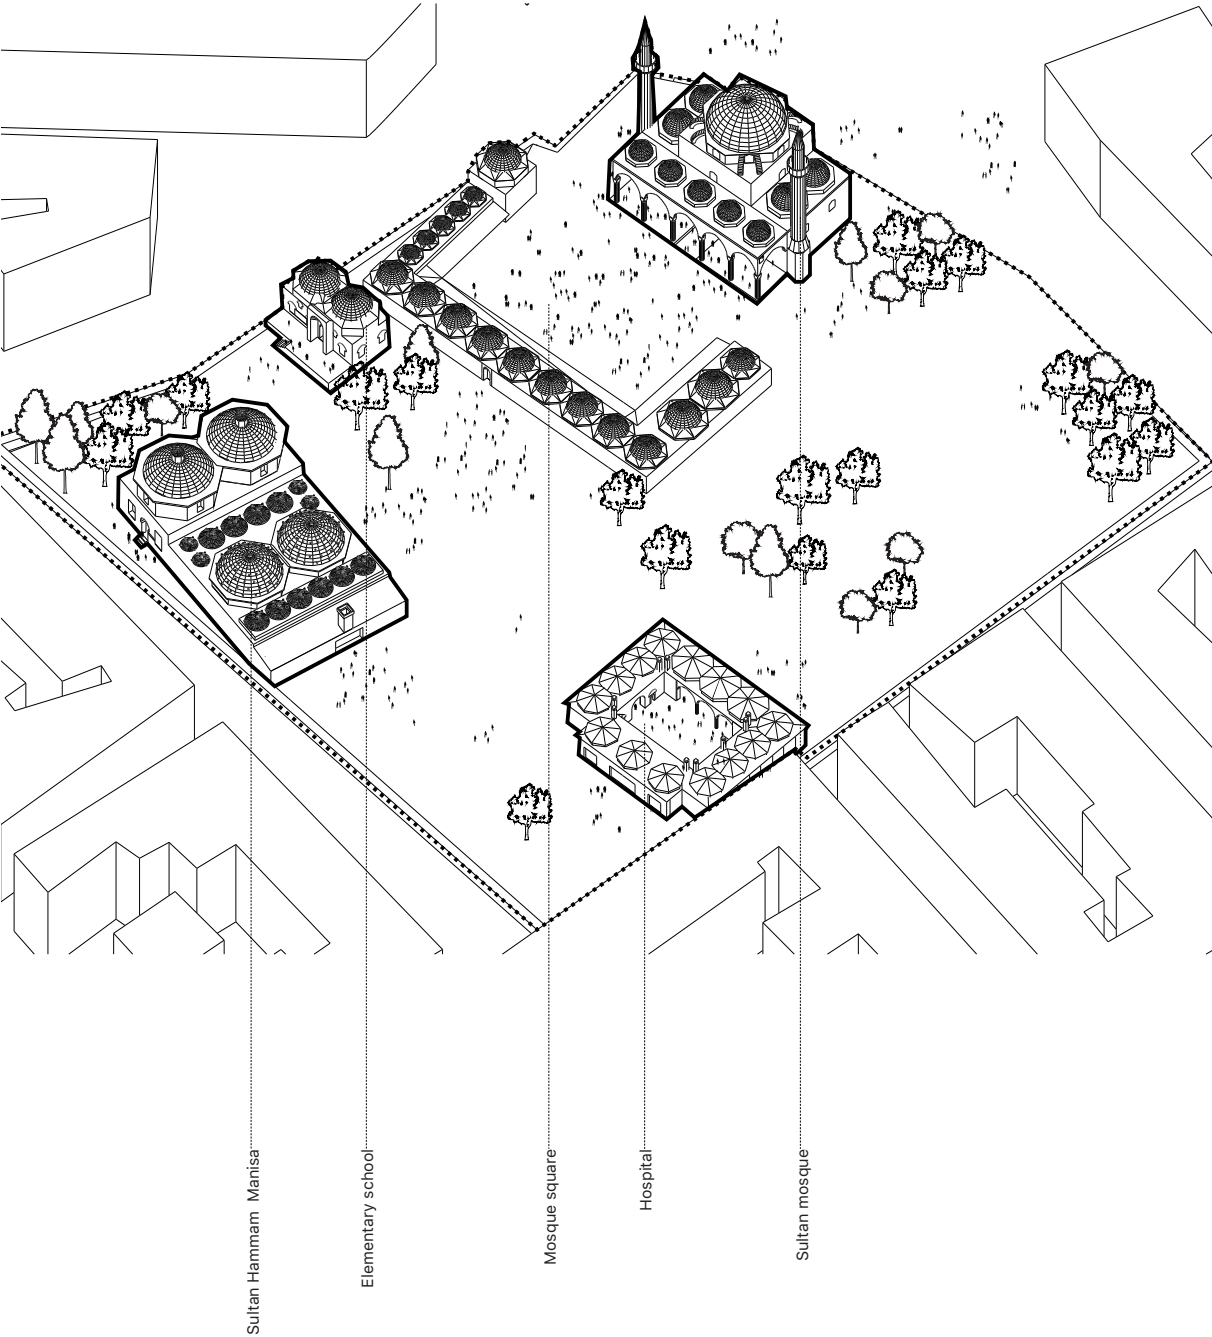 Sultan Hammam Manisa
Elementary school
Mosque square
Hospital
Sultan mosque